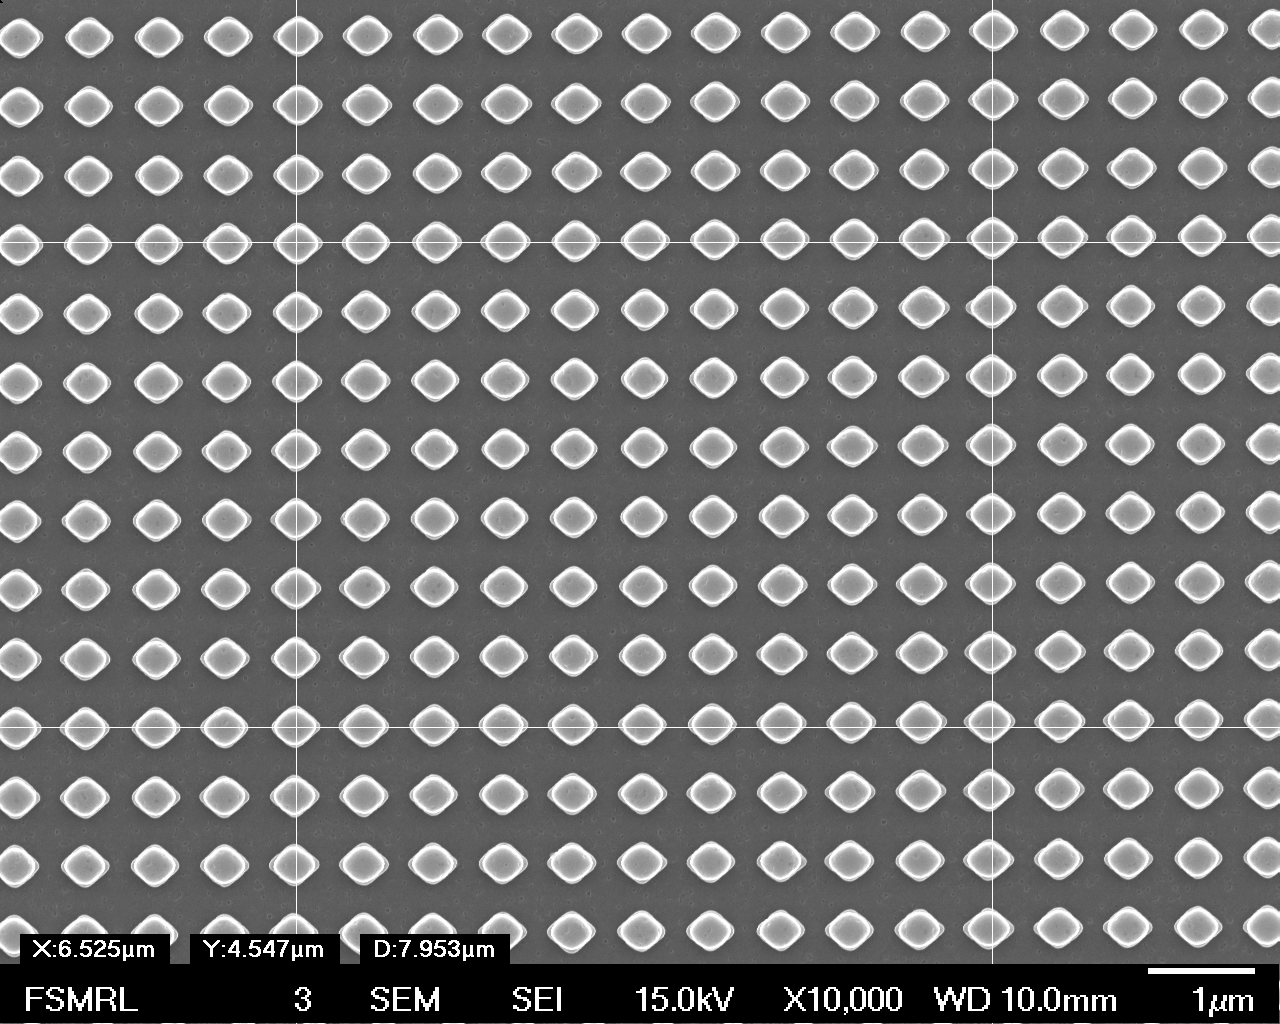 X:6.525µm Y:4.547µm D:7.953µm
FSMRL 3 SEM SEI 15.0kV X10,000 WD 10.0mm 1µm